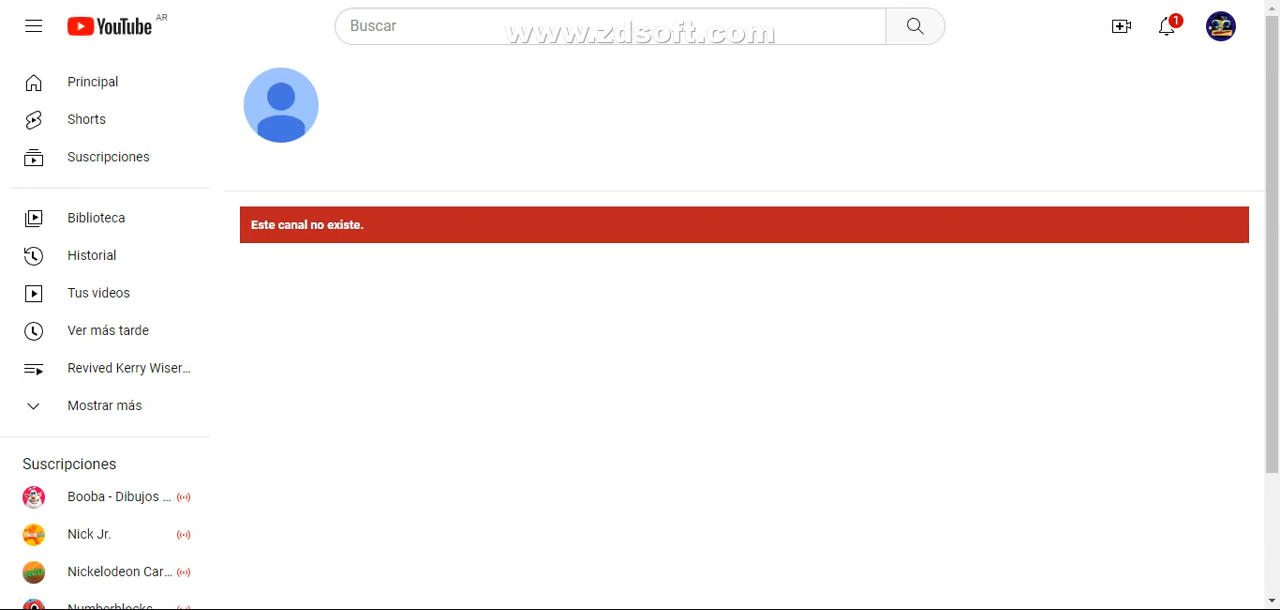 YouTube AR
Buscar
www.zdsoft.com
1
Principal
Shorts
Suscripciones
Biblioteca
Historial
Tus videos
Ver más tarde
Revived Kerry Wiser...
Mostrar más
Suscripciones
Booba - Dibujos ...
Nick Jr.
Nickelodeon Car...
Numberblocks
Este canal no existe.